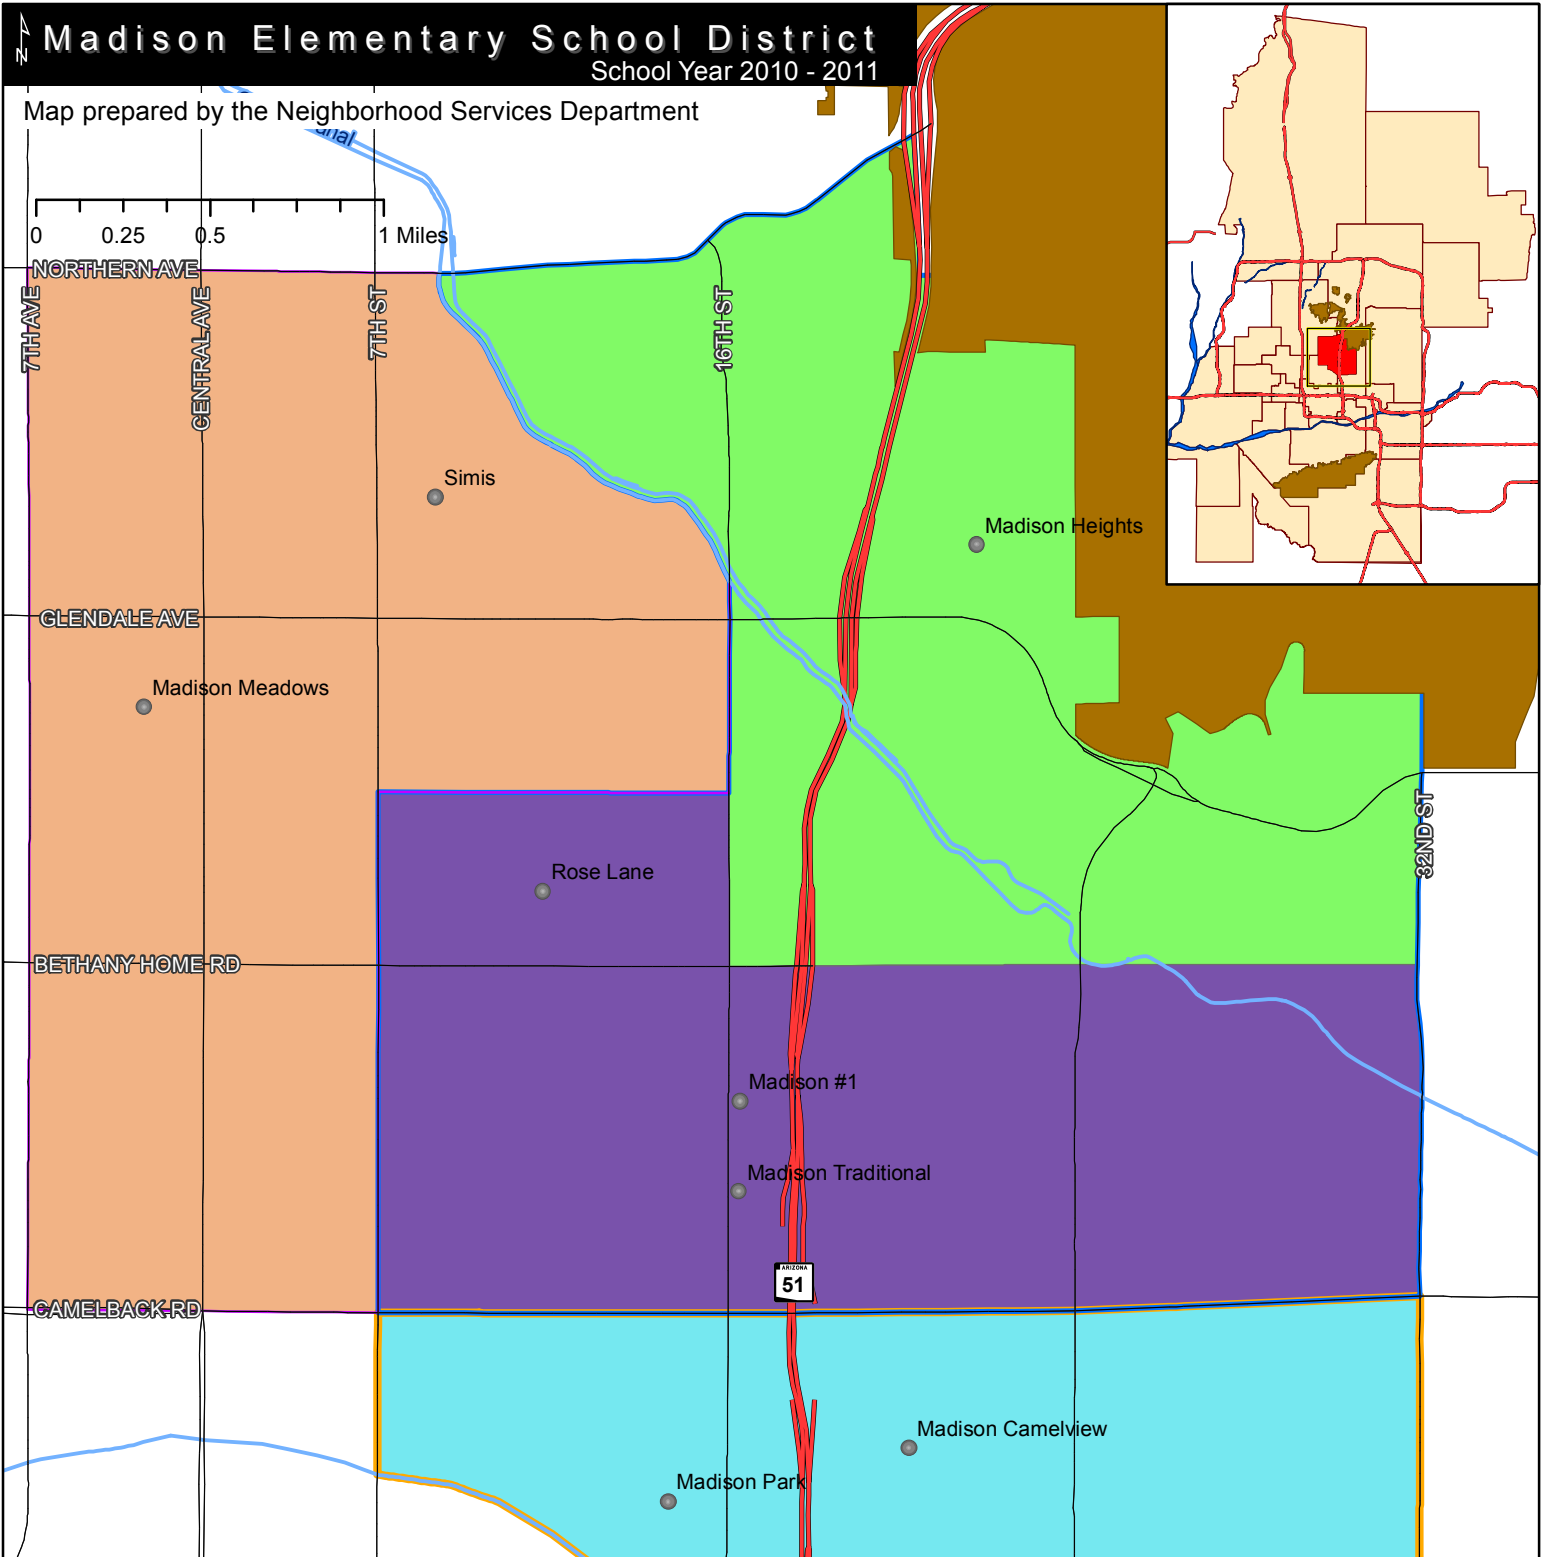 N
Madison Elementary School District
School Year 2010 - 2011
Map prepared by the Neighborhood Services Department
0 0.25 0.5 1 Miles
NORTHERN AVE
7TH AVE
CENTRAL AVE
7TH ST
16TH ST
Simis
Madison Heights
GLENDALE AVE
Madison Meadows
32ND ST
Rose Lane
BETHANY HOME RD
Madison #1
Madison Traditional
ARIZONA
51
CAMELBACK RD
Madison Camelview
Madison Park